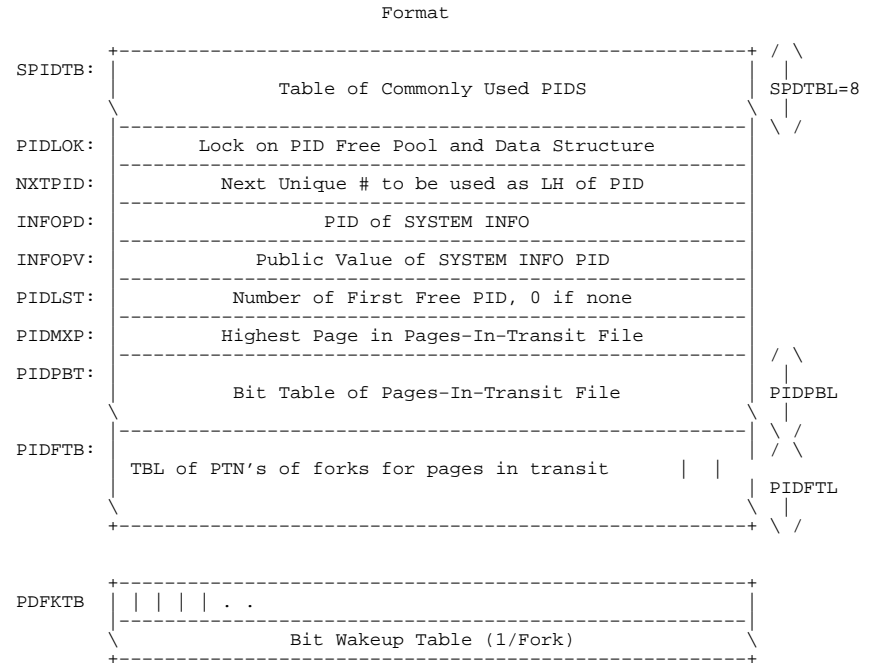 Format
SPIDTB:
Table of Commonly Used PIDS SPDTBL=8
PIDLOK: Lock on PID Free Pool and Data Structure
NXTPID: Next Unique # to be used as LH of PID
INFOPD: PID of SYSTEM INFO
INFOPV: Public Value of SYSTEM INFO PID
PIDLST: Number of First Free PID, 0 if none
PIDMXP: Highest Page in Pages-In-Transit File
PIDPBT:
Bit Table of Pages-In-Transit File PIDPBL
PIDFTB:
TBL of PTN's of forks for pages in transit | |
PIDFTL
PDFKTB | | | | | . .
Bit Wakeup Table (1/Fork)